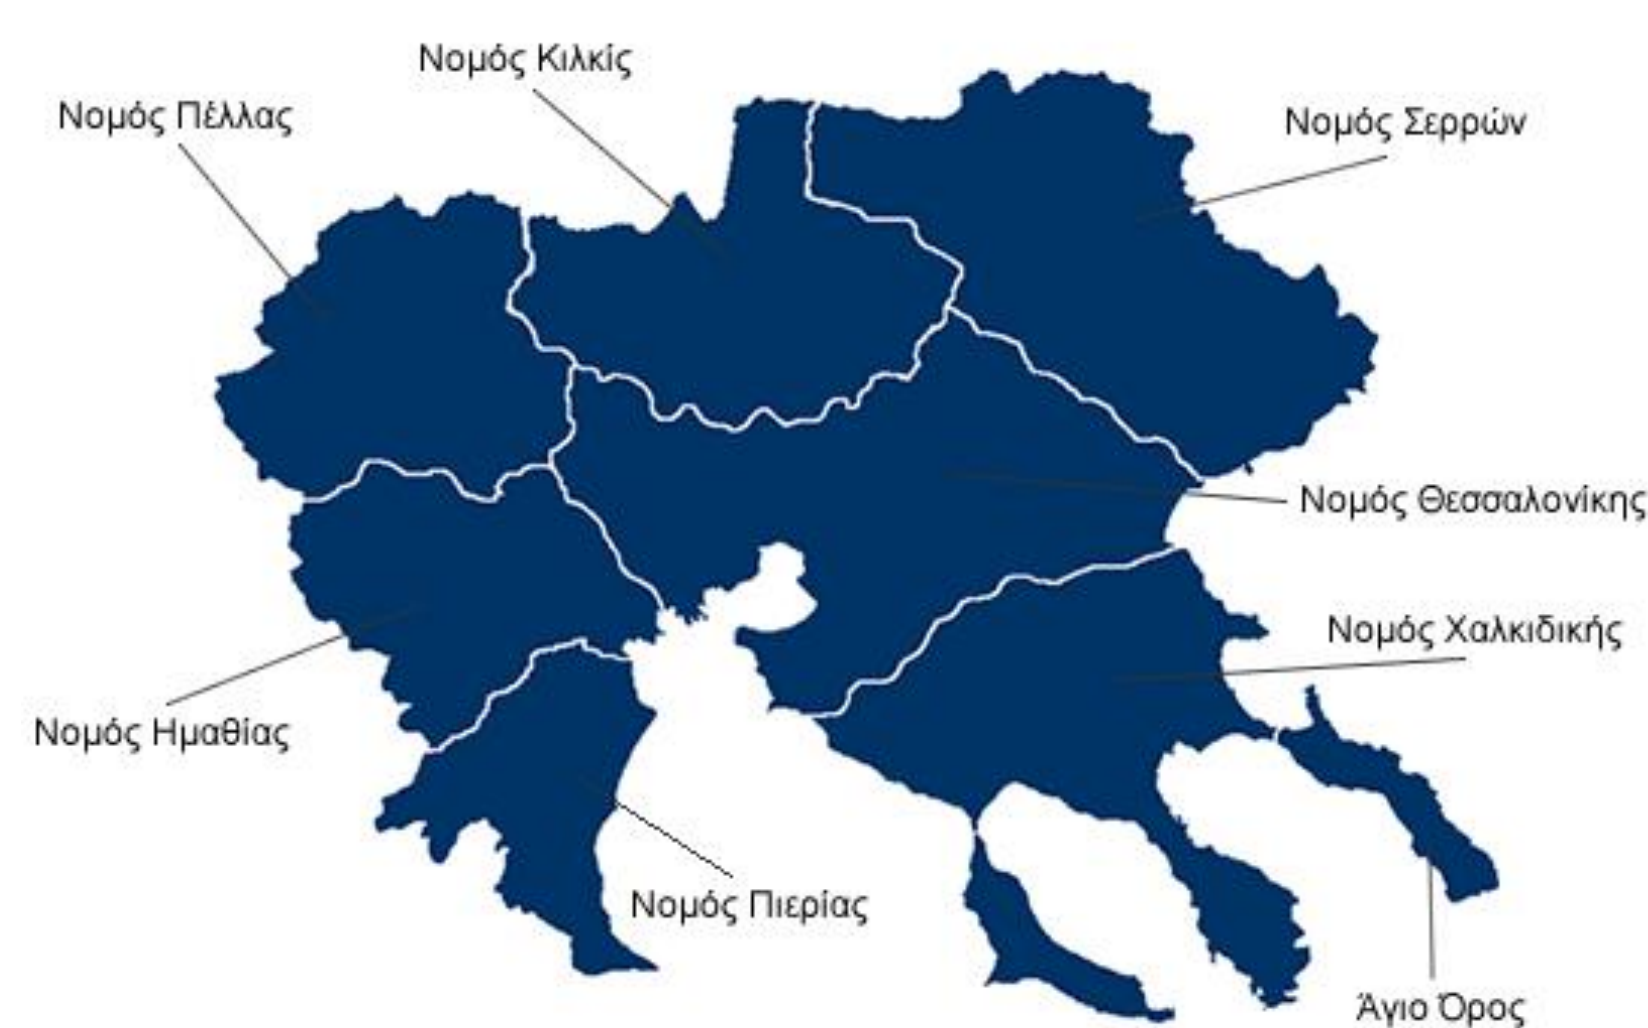 Νομός Κιλκίς
Νομός Πέλλας
Νομός Σερρών
Νομός Θεσσαλονίκης
Νομός Χαλκιδικής
Νομός Ημαθίας
Νομός Πιερίας
Άγιο Όρος